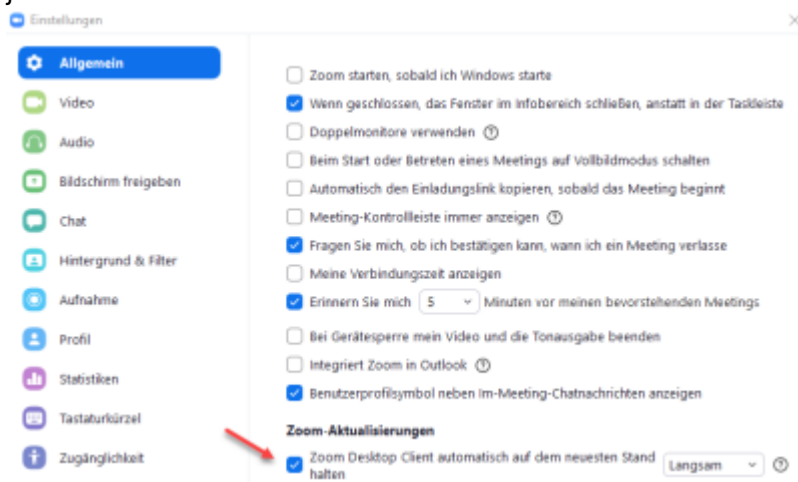 Einstellungen
Allgemein
Video
Audio
Bildschirm freigeben
Chat
Hintergrund & Filter
Aufnahme
Profil
Statistiken
Tastaturkürzel
Zugänglichkeit
Zoom starten, sobald ich Windows starte
Wenn geschlossen, das Fenster im Infobereich schließen, anstatt in der Taskleiste
Doppelmonitore verwenden
Beim Start oder Betreten eines Meetings auf Vollbildmodus schalten
Automatisch den Einladungslink kopieren, sobald das Meeting beginnt
Meeting-Kontrollleiste immer anzeigen
Fragen Sie mich, ob ich bestätigen kann, wann ich ein Meeting verlasse
Meine Verbindungszeit anzeigen
Erinnern Sie mich 5 Minuten vor meinen bevorstehenden Meetings
Bei Gerätesperre mein Video und die Tonausgabe beenden
Integriert Zoom in Outlook
Benutzerprofilsymbol neben Im-Meeting-Chatnachrichten anzeigen
Zoom-Aktualisierungen
Zoom Desktop Client automatisch auf dem neuesten Stand
halten
Langsam